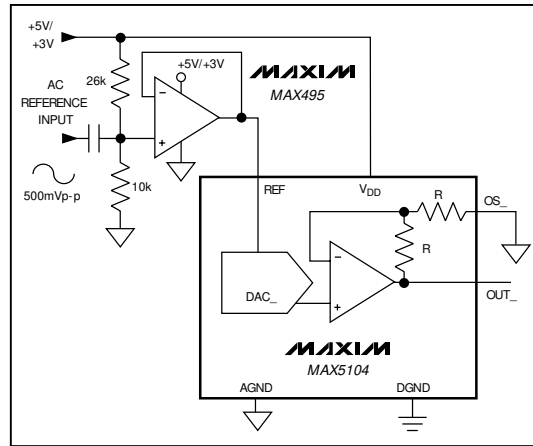 +5V/
+3V
26k
+5V/+3V
MAXIM
MAX495
AC
REFERENCE
INPUT
500mVp-p
10k
REF
VDD
R
OS_
R
DAC_
OUT_
MAXIM
MAX5104
AGND
DGND
-
+
-
+